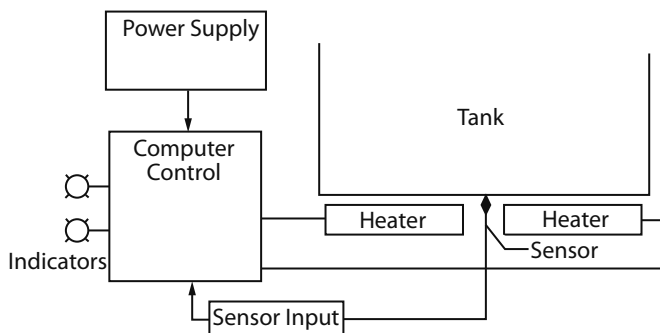 Power Supply
Tank
Computer
Control
Heater
Heater
Sensor
Indicators
Sensor Input